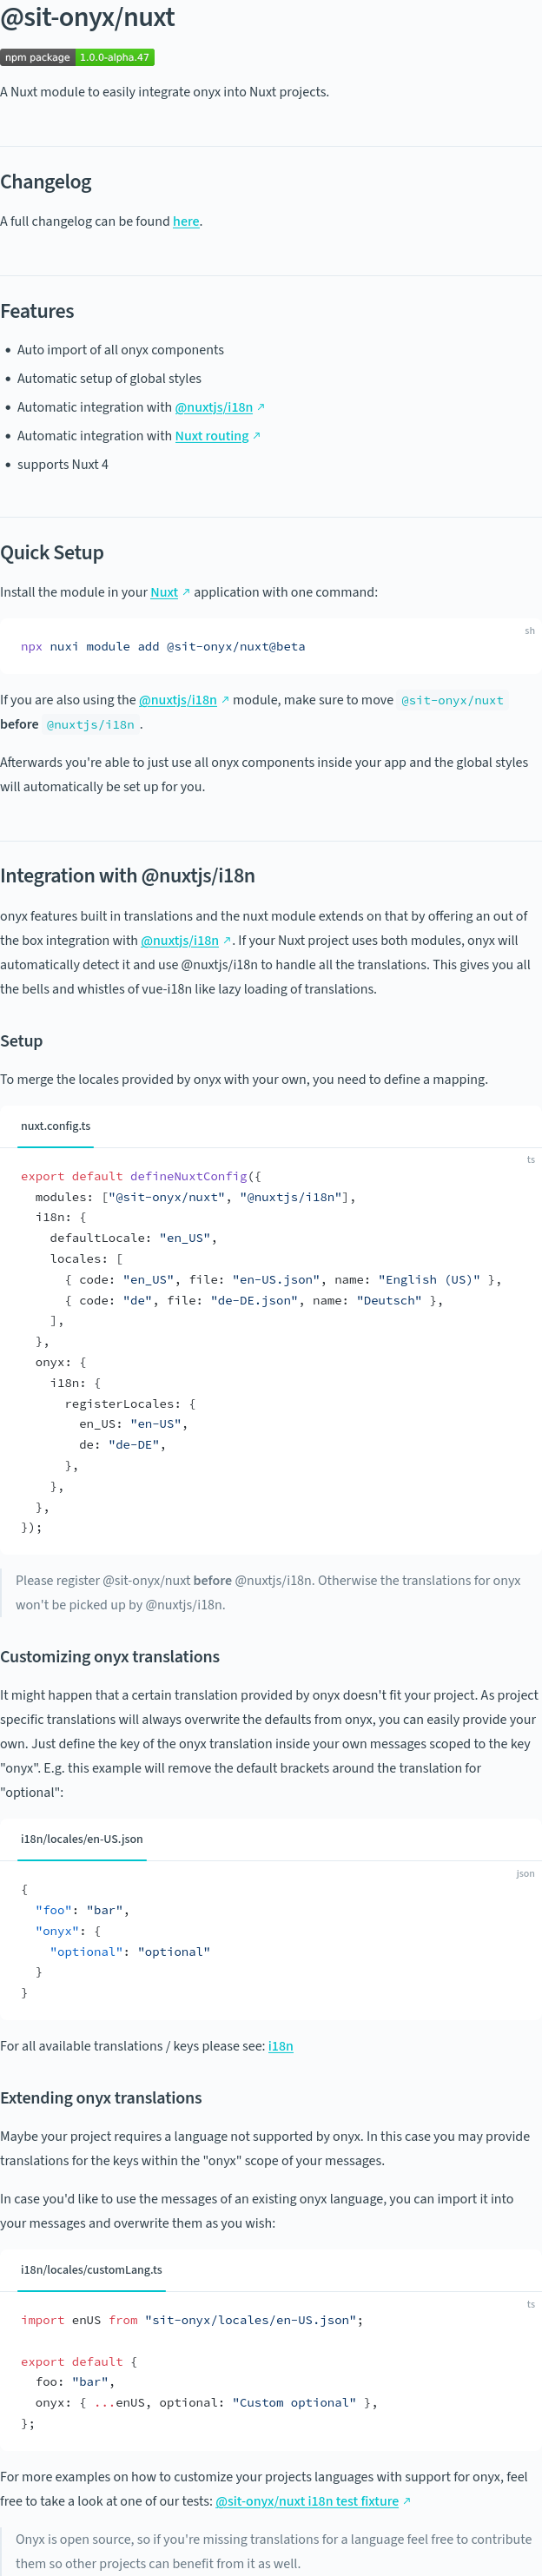 @sit-onyx/nuxt
npm package 1.0.0-alpha.47
A Nuxt module to easily integrate onyx into Nuxt projects.
Changelog
A full changelog can be found here.
Features
• Auto import of all onyx components
• Automatic setup of global styles
• Automatic integration with @nuxtjs/i18n ↗
• Automatic integration with Nuxt routing ↗
• supports Nuxt 4
Quick Setup
Install the module in your Nuxt ↗ application with one command:
sh
npx nuxi module add @sit-onyx/nuxt@beta
If you are also using the @nuxtjs/i18n ↗ module, make sure to move @sit-onyx/nuxt
before @nuxtjs/i18n .
Afterwards you're able to just use all onyx components inside your app and the global styles
will automatically be set up for you.
Integration with @nuxtjs/i18n
onyx features built in translations and the nuxt module extends on that by offering an out of
the box integration with @nuxtjs/i18n ↗. If your Nuxt project uses both modules, onyx will
automatically detect it and use @nuxtjs/i18n to handle all the translations. This gives you all
the bells and whistles of vue-i18n like lazy loading of translations.
Setup
To merge the locales provided by onyx with your own, you need to define a mapping.
nuxt.config.ts
ts
export default defineNuxtConfig({
  modules: ["@sit-onyx/nuxt", "@nuxtjs/i18n"],
  i18n: {
    defaultLocale: "en_US",
    locales: [
      { code: "en_US", file: "en-US.json", name: "English (US)" },
      { code: "de", file: "de-DE.json", name: "Deutsch" },
    ],
  },
  onyx: {
    i18n: {
      registerLocales: {
        en_US: "en-US",
        de: "de-DE",
      },
    },
  },
});
Please register @sit-onyx/nuxt before @nuxtjs/i18n. Otherwise the translations for onyx
won't be picked up by @nuxtjs/i18n.
Customizing onyx translations
It might happen that a certain translation provided by onyx doesn't fit your project. As project
specific translations will always overwrite the defaults from onyx, you can easily provide your
own. Just define the key of the onyx translation inside your own messages scoped to the key
"onyx". E.g. this example will remove the default brackets around the translation for
"optional":
i18n/locales/en-US.json
json
{
  "foo": "bar",
  "onyx": {
    "optional": "optional"
  }
}
For all available translations / keys please see: i18n
Extending onyx translations
Maybe your project requires a language not supported by onyx. In this case you may provide
translations for the keys within the "onyx" scope of your messages.
In case you'd like to use the messages of an existing onyx language, you can import it into
your messages and overwrite them as you wish:
i18n/locales/customLang.ts
ts
import enUS from "sit-onyx/locales/en-US.json";
export default {
  foo: "bar",
  onyx: { ...enUS, optional: "Custom optional" },
};
For more examples on how to customize your projects languages with support for onyx, feel
free to take a look at one of our tests: @sit-onyx/nuxt i18n test fixture ↗
Onyx is open source, so if you're missing translations for a language feel free to contribute
them so other projects can benefit from it as well.